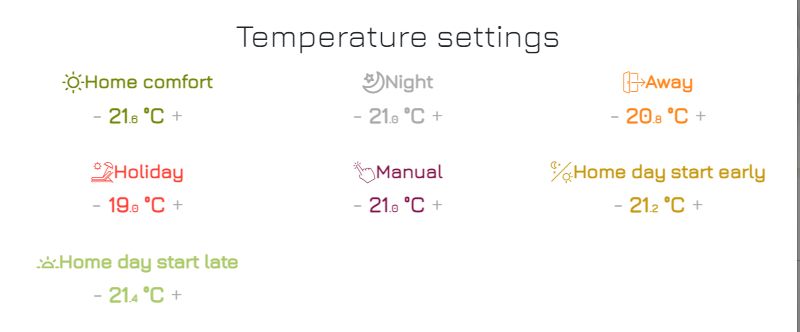 Temperature settings
Home comfort
- 21.6 °C +
Night
- 21.0 °C +
Away
- 20.8 °C +
Holiday
- 19.0 °C +
Manual
- 21.0 °C +
Home day start early
- 21.2 °C +
Home day start late
- 21.4 °C +